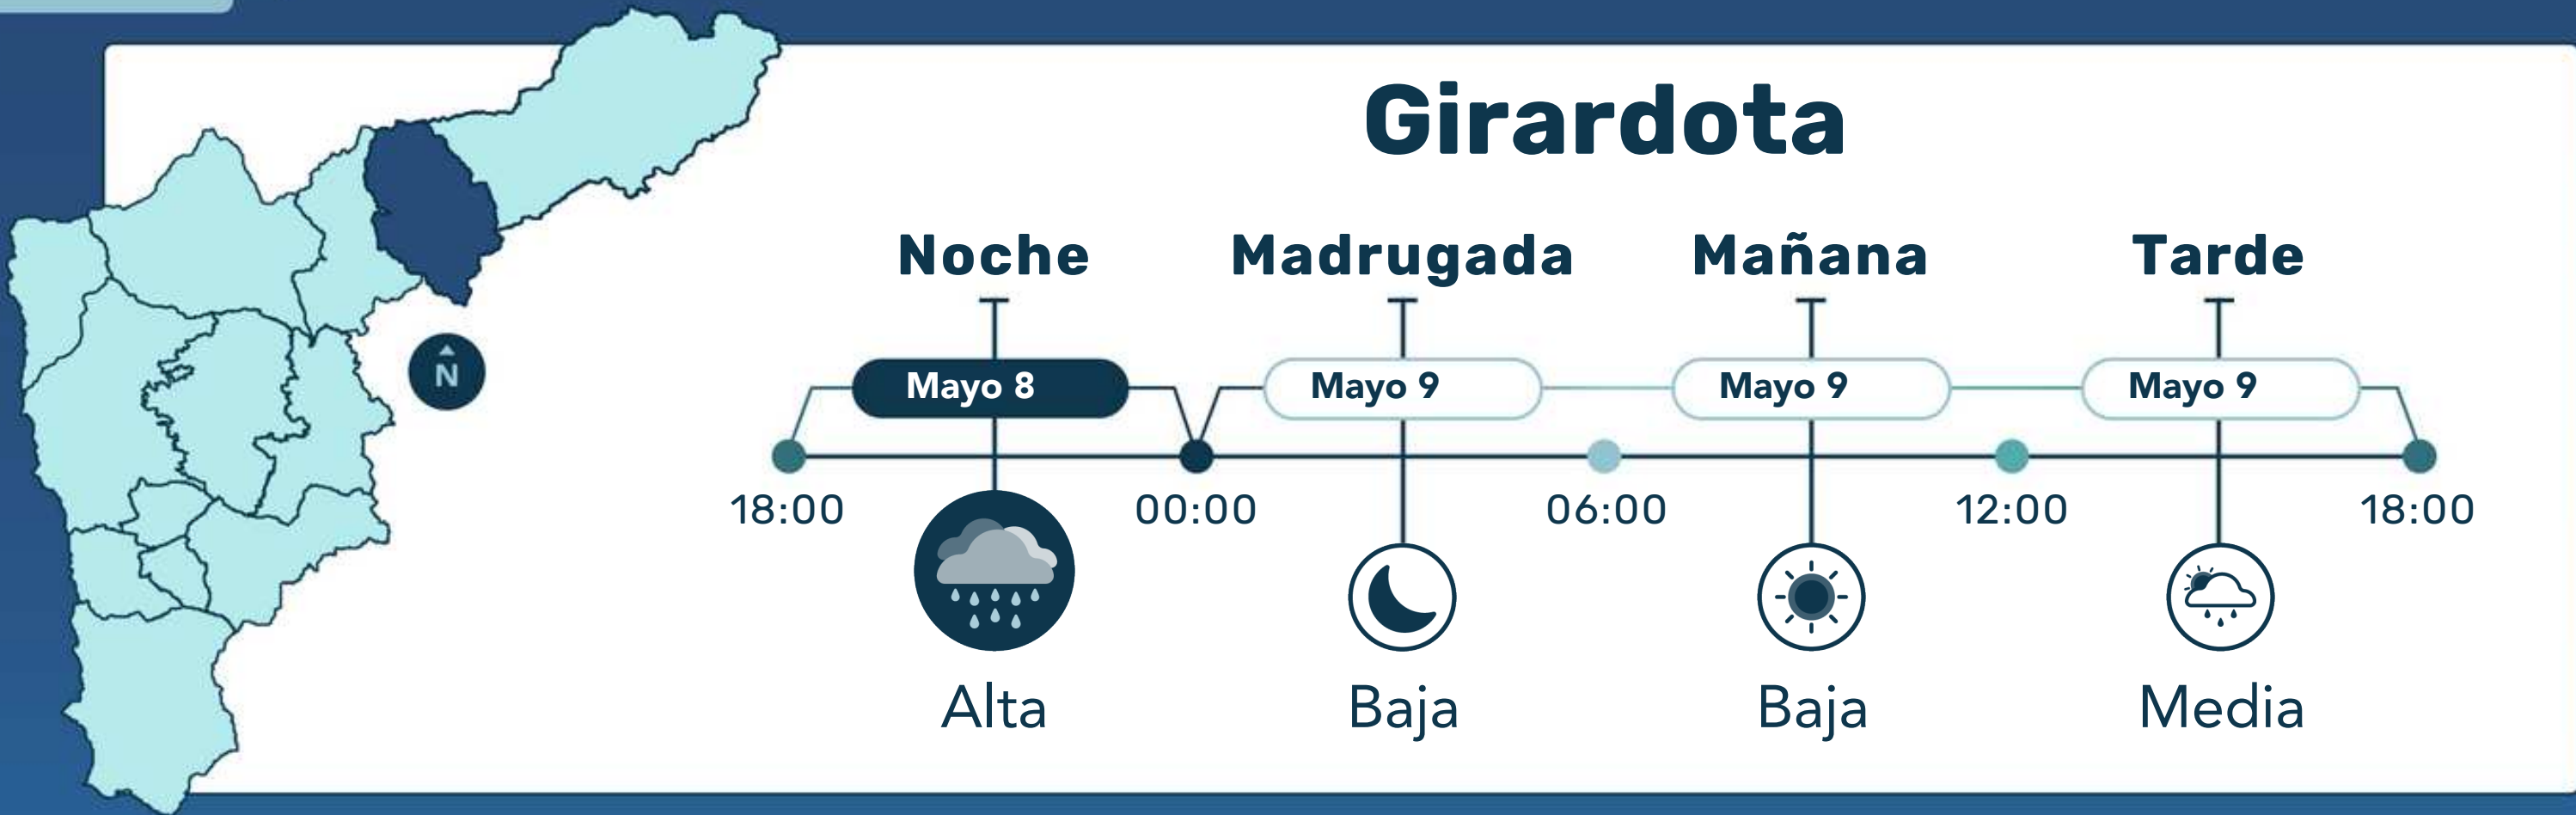 Girardota
Noche Madrugada Mañana Tarde
Mayo 8 Mayo 9 Mayo 9 Mayo 9
N
18:00 00:00 06:00 12:00 18:00
Alta Baja Baja Media